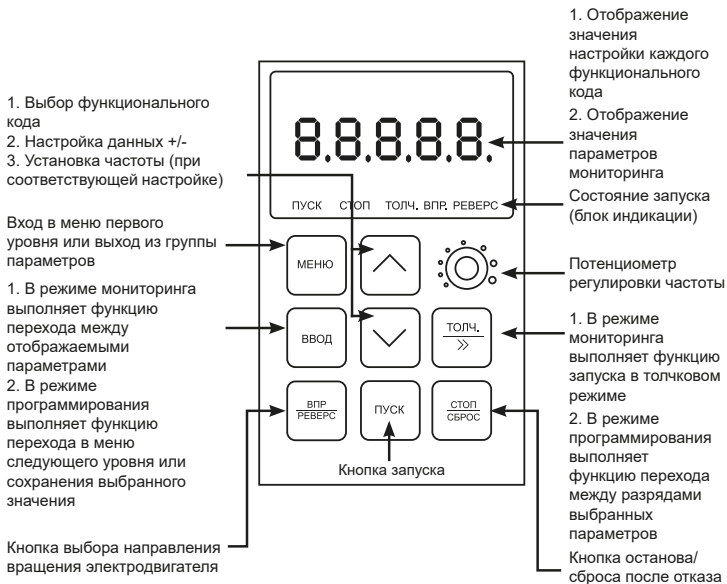 1. Выбор функционального
кода
2. Настройка данных +/-
3. Установка частоты (при
соответствующей настройке)
Вход в меню первого
уровня или выход из группы
параметров
1. В режиме мониторинга
выполняет функцию
перехода между
отображаемыми
параметрами
2. В режиме
программирования
выполняет функцию
перехода в меню
следующего уровня или
сохранения выбранного
значения
Кнопка выбора направления
вращения электродвигателя
8.8.8.8.8.
ПУСК СТОП ТОЛЧ. ВПР. РЕВЕРС
МЕНЮ
ВВОД
ТОЛЧ.
ВПР
РЕВЕРС
ПУСК
СТОП
СБРОС
Кнопка запуска
1. Отображение
значения
настройки каждого
функционального
кода
2. Отображение
значения
параметров
мониторинга
Состояние запуска
(блок индикации)
Потенциометр
регулировки частоты
1. В режиме
мониторинга
выполняет функцию
запуска в толчковом
режиме
2. В режиме
программирования
выполняет
функцию перехода
между разрядами
выбранных
параметров
Кнопка останова/
сброса после отказа